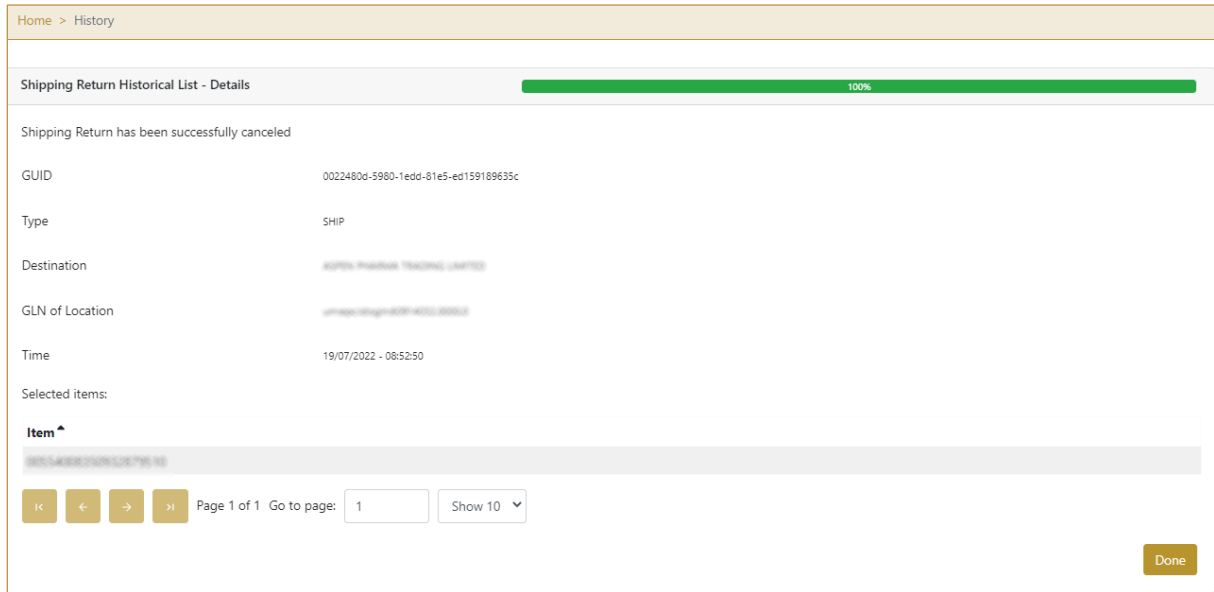 Home > History
Shipping Return Historical List - Details
100%
Shipping Return has been successfully canceled
GUID 0022480d-5980-1edd-81e5-ed159189635c
Type SHIP
Destination
GLN of Location
Time 19/07/2022 - 08:52:50
Selected items:
Item
Page 1 of 1 Go to page: 1 Show 10
Done